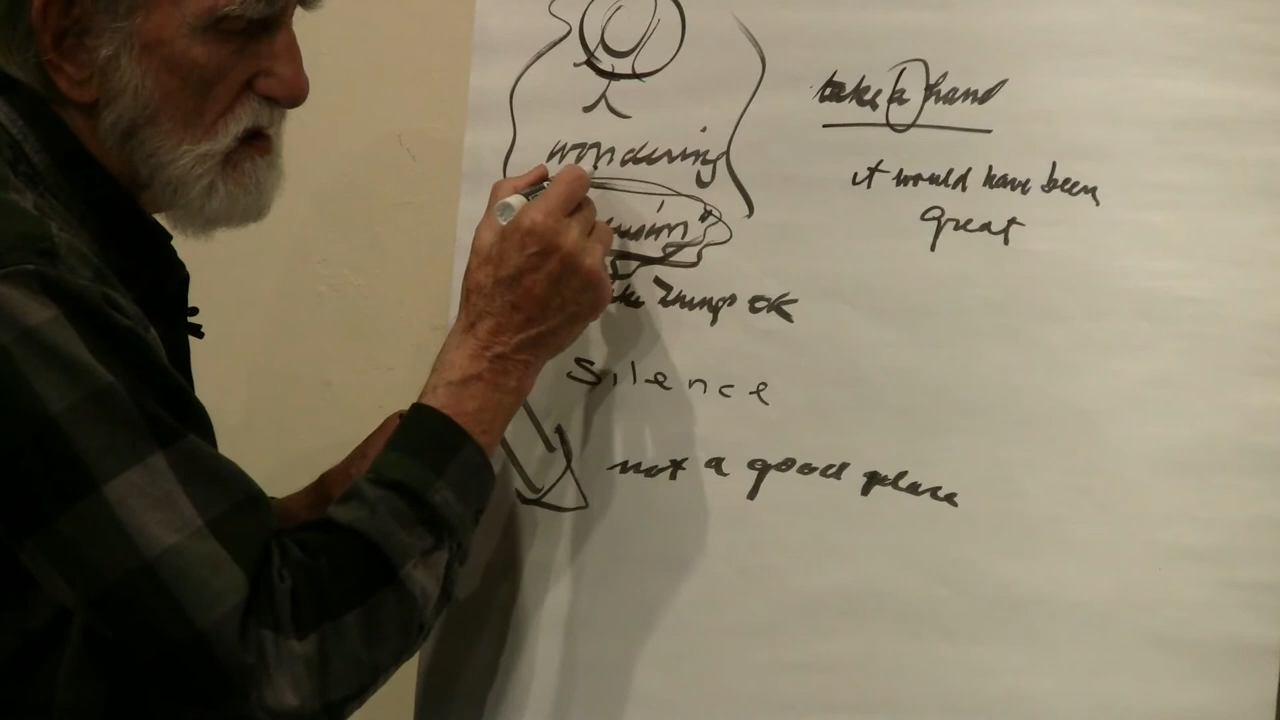 wondering
things OK
Silence
not a good place
take a hand
it would have been
great